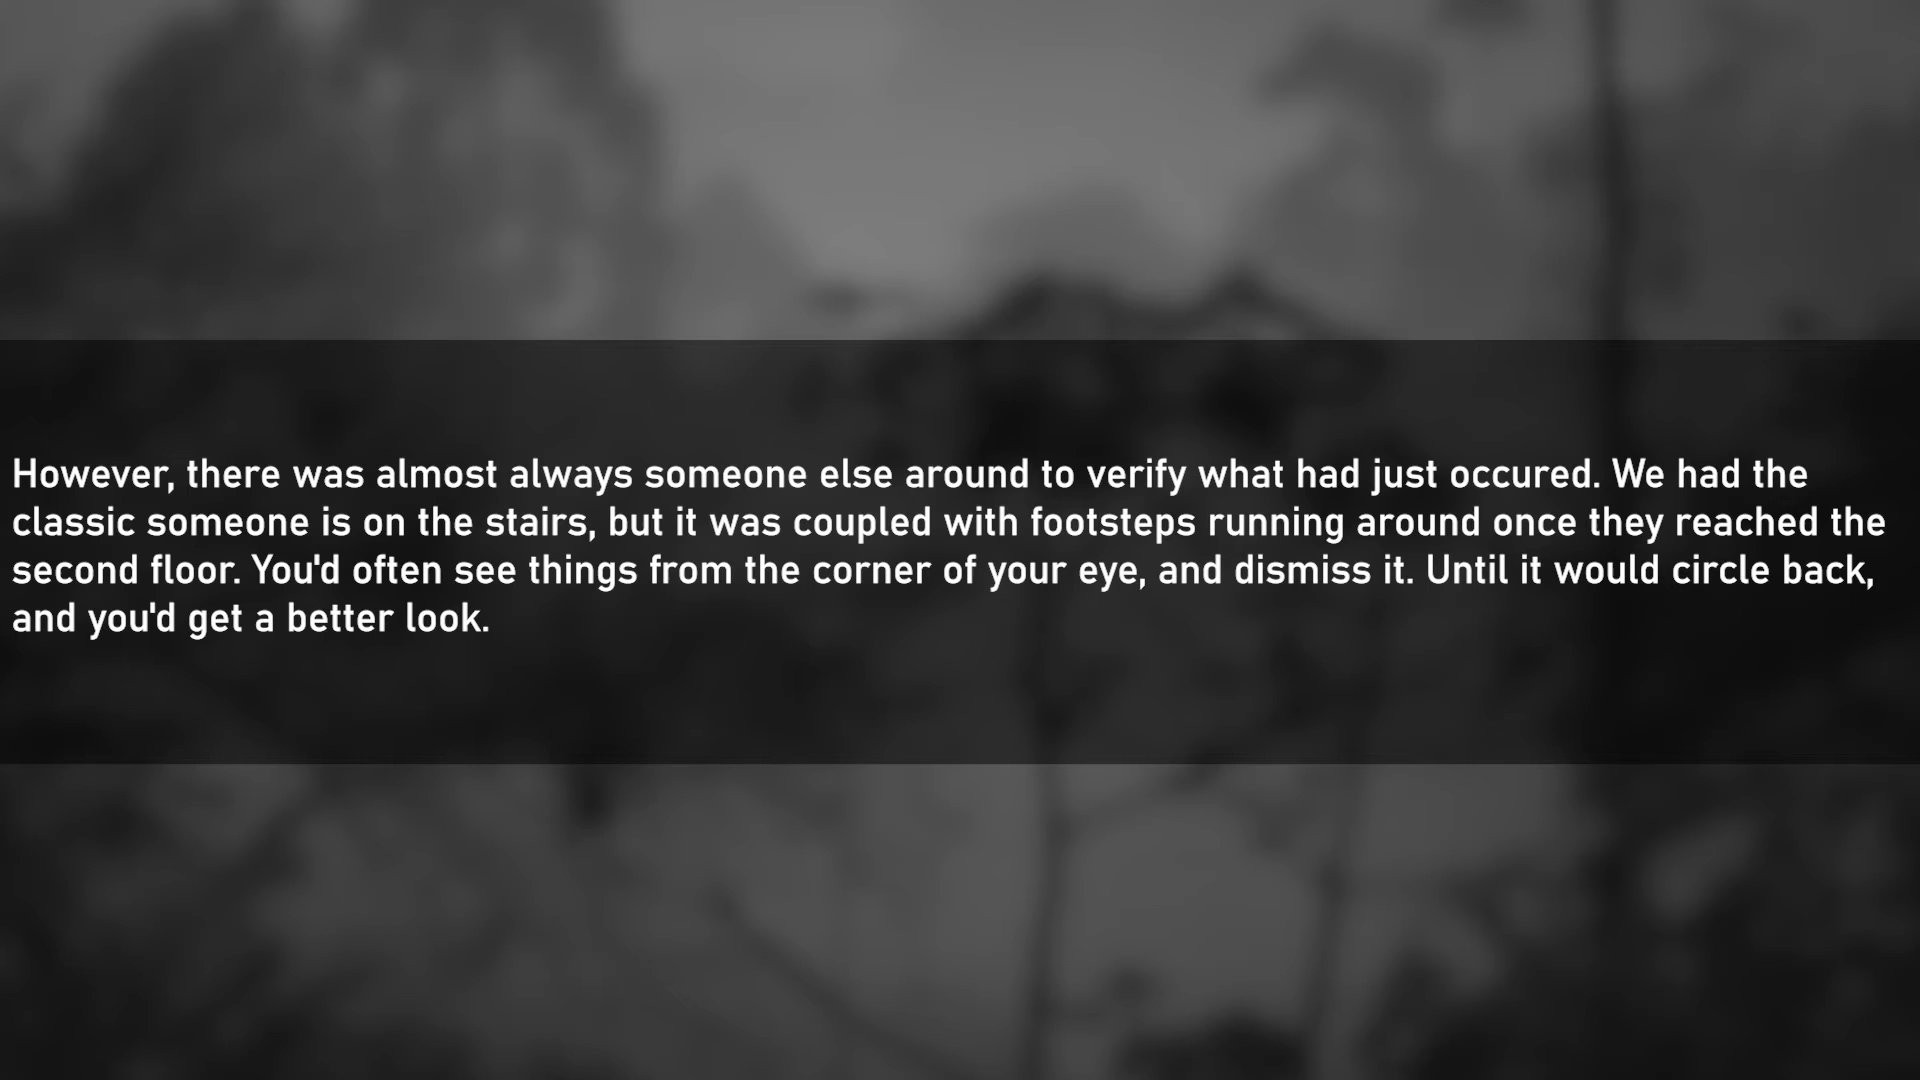 However, there was almost always someone else around to verify what had just occured. We had the
classic someone is on the stairs, but it was coupled with footsteps running around once they reached the
second floor. You'd often see things from the corner of your eye, and dismiss it. Until it would circle back,
and you'd get a better look.